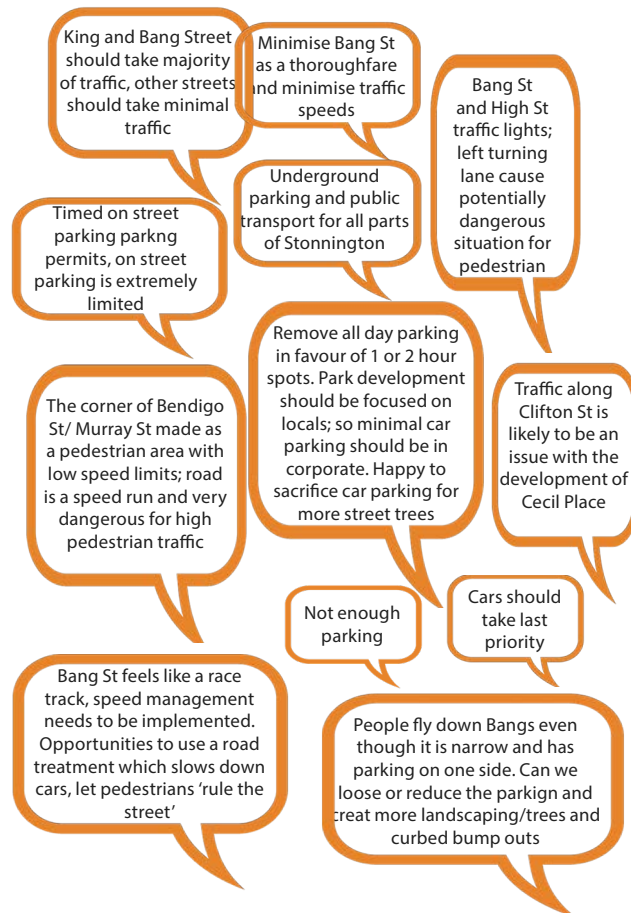 King and Bang Street
should take majority
of traffic, other streets
should take minimal
traffic
Minimise Bang St
as a thoroughfare
and minimise traffic
speeds
Bang St
and High St
traffic lights;
left turning
lane cause
potentially
dangerous
situation for
pedestrian
Underground
parking and public
transport for all parts
of Stonnington
Timed on street
parking parkng
permits, on street
parking is extremely
limited
Remove all day parking
in favour of 1 or 2 hour
spots. Park development
should be focused on
locals; so minimal car
parking should be in
corporate. Happy to
sacrifice car parking for
more street trees
The corner of Bendigo
St/ Murray St made as
a pedestrian area with
low speed limits; road
is a speed run and very
dangerous for high
pedestrian traffic
Traffic along
Clifton St is
likely to be an
issue with the
development of
Cecil Place
Not enough
parking
Cars should
take last
priority
Bang St feels like a race
track, speed management
needs to be implemented.
Opportunities to use a road
treatment which slows down
cars, let pedestrians ‘rule the
street’
People fly down Bangs even
though it is narrow and has
parking on one side. Can we
loose or reduce the parkign and
creat more landscaping/trees and
curbed bump outs